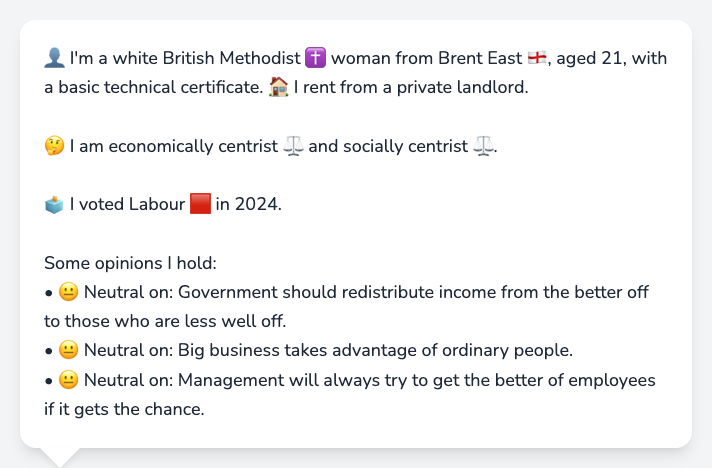 👤 I'm a white British Methodist ✝️ woman from Brent East 🏴󠁧󠁢󠁥󠁮󠁧󠁿, aged 21, with
a basic technical certificate. 🏠 I rent from a private landlord.
🤔 I am economically centrist ⚖️ and socially centrist ⚖️.
🗳️ I voted Labour 🟥 in 2024.
Some opinions I hold:
• 😐 Neutral on: Government should redistribute income from the better off
to those who are less well off.
• 😐 Neutral on: Big business takes advantage of ordinary people.
• 😐 Neutral on: Management will always try to get the better of employees
if it gets the chance.